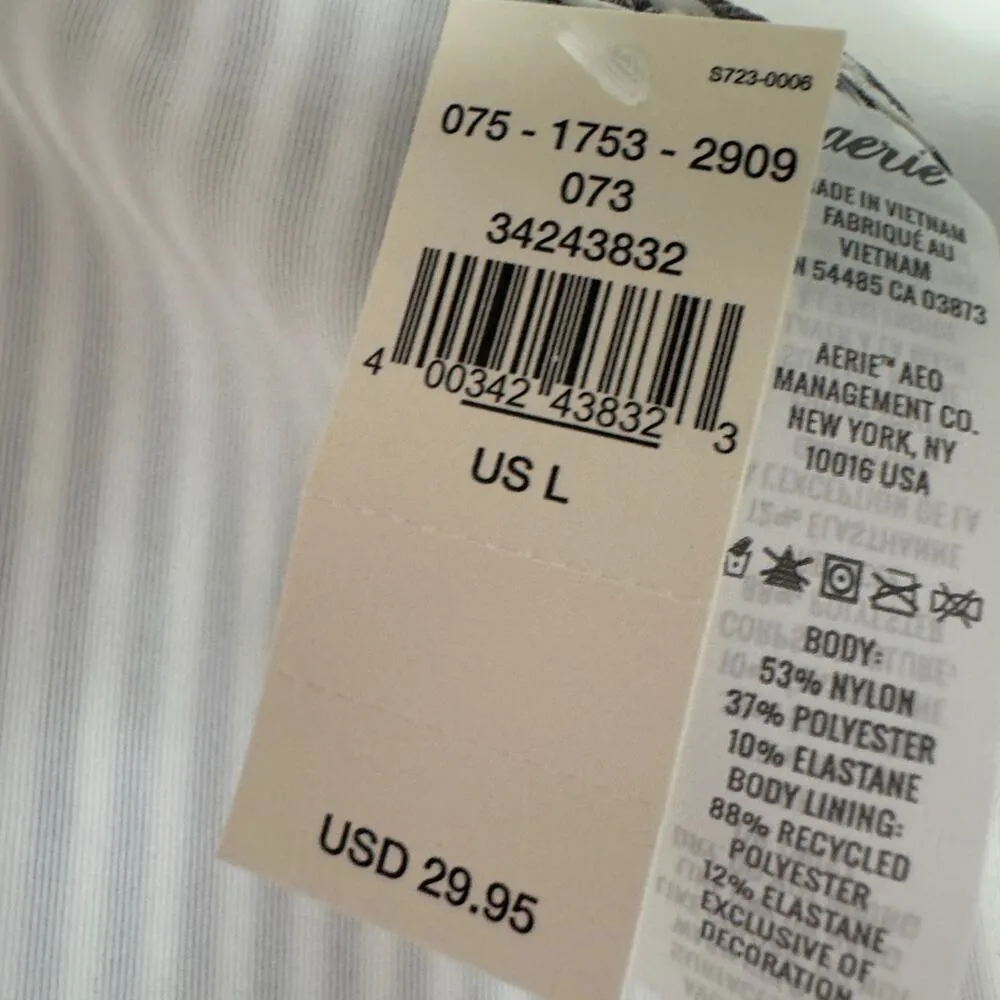 S723-0006
075 - 1753 - 2909
073
34243832
4 00342 43832 3
US L
USD 29.95
aerie
MADE IN VIETNAM
FABRIQUÉ AU
VIETNAM
54485 CA 03873
AERIE™ AEO
MANAGEMENT CO.
NEW YORK, NY
10016 USA
BODY:
53% NYLON
37% POLYESTER
10% ELASTANE
BODY LINING:
88% RECYCLED
POLYESTER
12% ELASTANE
EXCLUSIVE OF
DECORATION